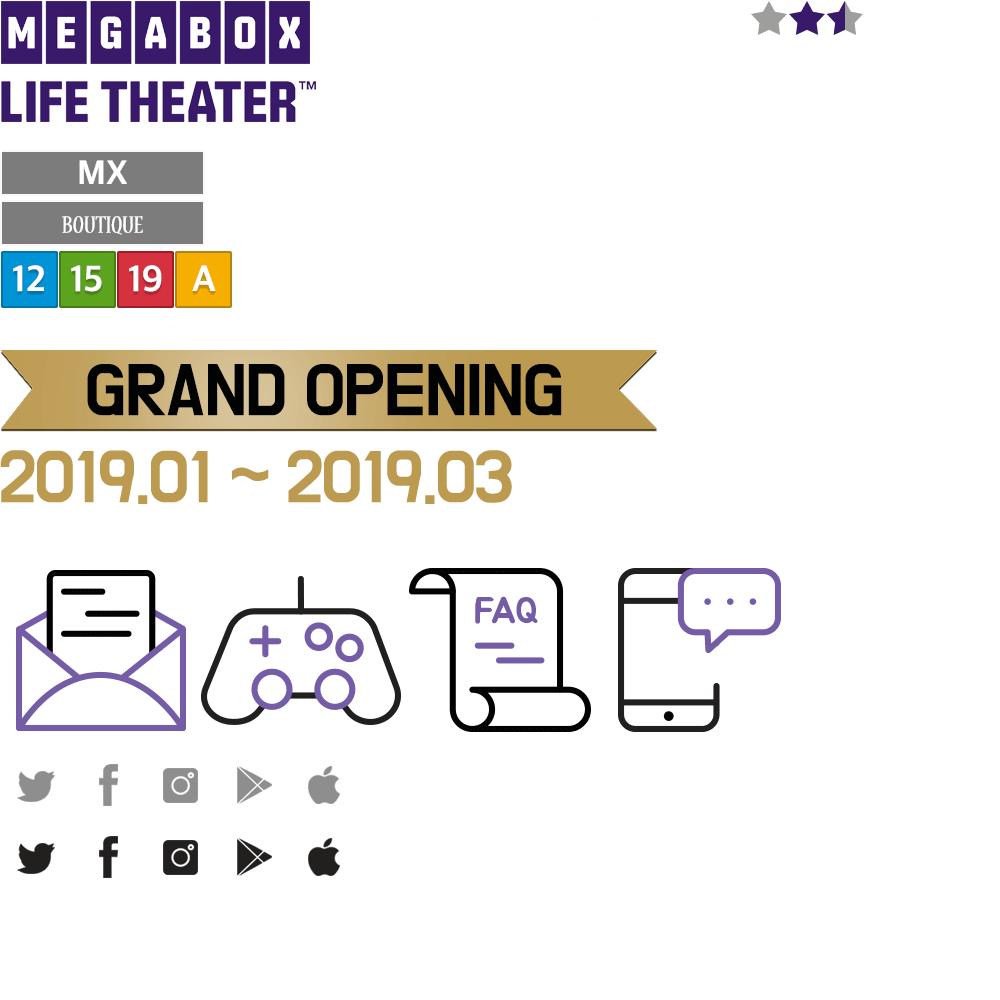 MEGABOX
LIFE THEATER™
MX
BOUTIQUE
12 15 19 A
GRAND OPENING
2019.01 ~ 2019.03
FAQ